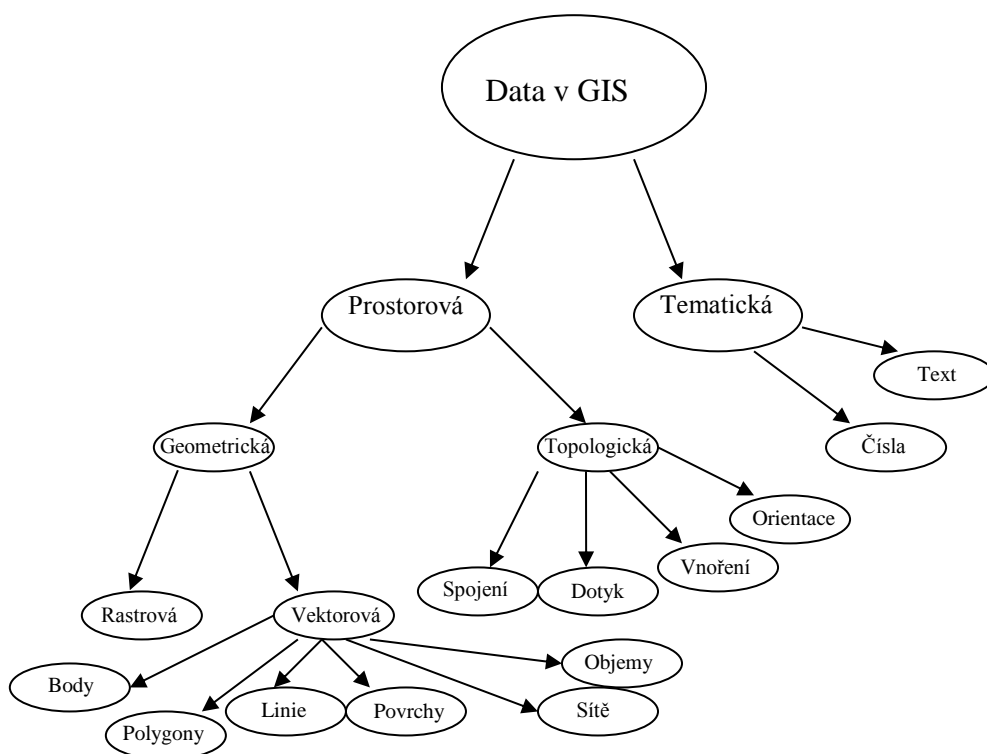 Data v GIS
Prostorová
Tematická
Text
Geometrická
Topologická
Čísla
Orientace
Vnoření
Spojení
Dotyk
Rastrová
Vektorová
Objemy
Body
Linie
Povrchy
Sítě
Polygony